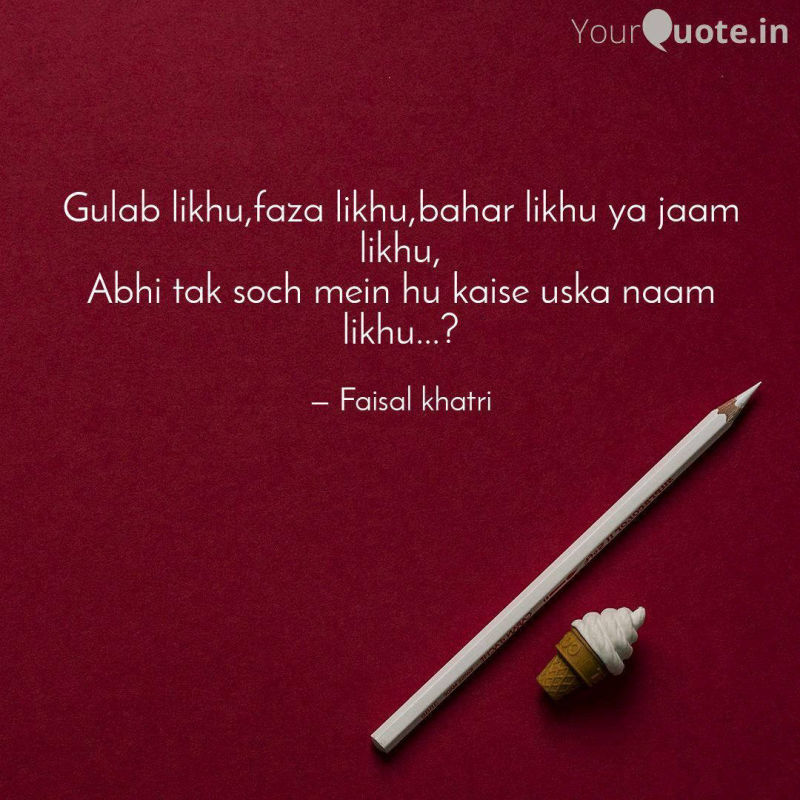 YourQuote.in
Gulab likhu,faza likhu,bahar likhu ya jaam
likhu,
Abhi tak soch mein hu kaise uska naam
likhu...?
– Faisal khatri